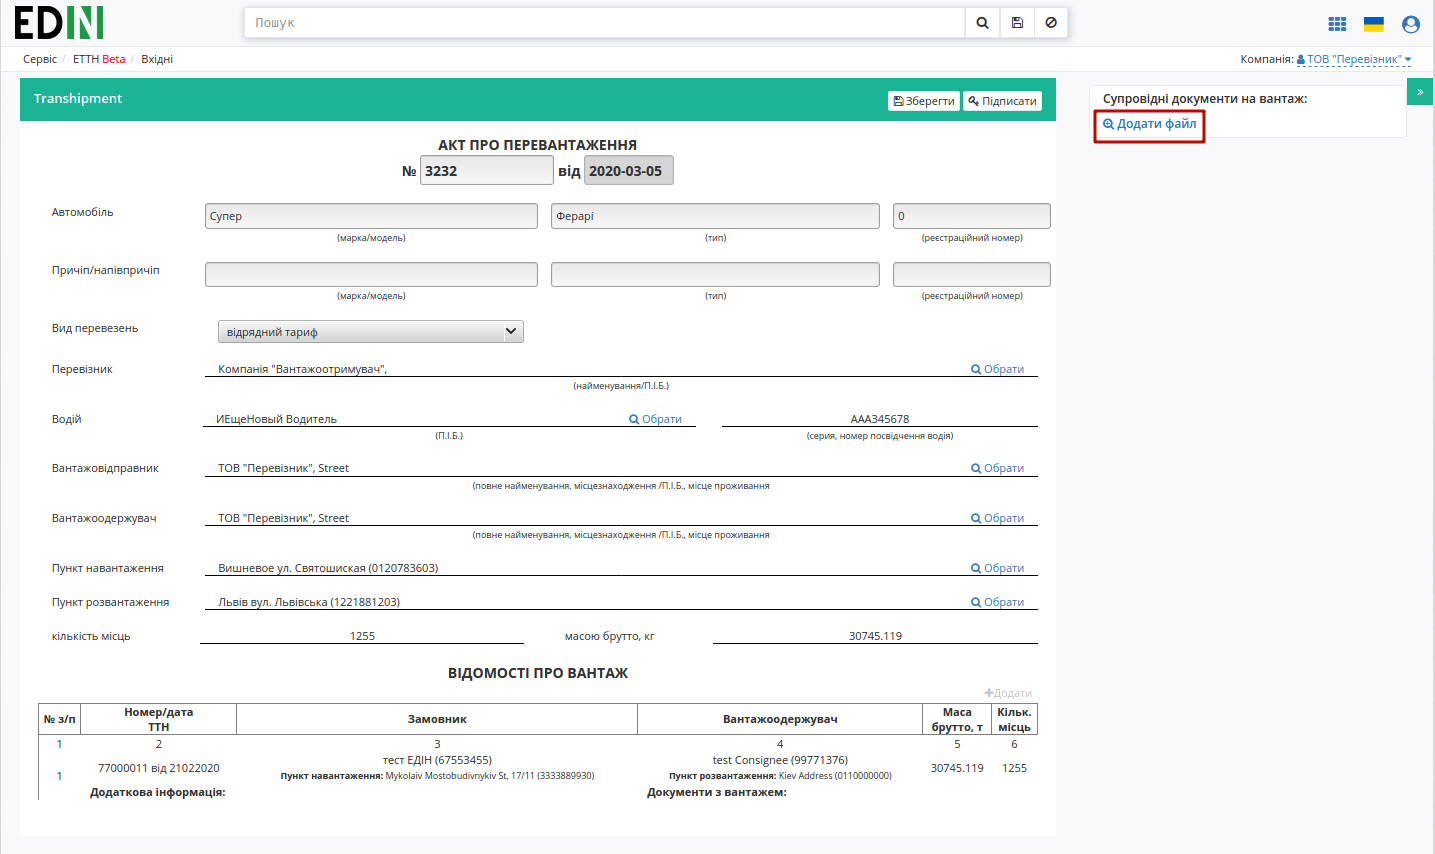 EDIN
Пошук
Сервіс / ЕТТН Beta / Вхідні
Компанія: ТОВ "Перевізник"
Transhipment
Зберегти
Підписати
»
Супровідні документи на вантаж:
Додати файл
АКТ ПРО ПЕРЕВАНТАЖЕННЯ
№ 3232 від 2020-03-05
Автомобіль Супер Ферарі 0
(марка/модель) (тип) (реєстраційний номер)
Причіп/напівпричіп
(марка/модель) (тип) (реєстраційний номер)
Вид перевезень відрядний тариф
Перевізник Компанія "Вантажоотримувач", Обрати
(найменування/П.І.Б.)
Водій ИЕщеНовый Водитель Обрати ААА345678
(П.І.Б.) (серия, номер посвідчення водія)
Вантажовідправник ТОВ "Перевізник", Street Обрати
(повне найменування, місцезнаходження /П.І.Б., місце проживання
Вантажоодержувач ТОВ "Перевізник", Street Обрати
(повне найменування, місцезнаходження /П.І.Б., місце проживання
Пункт навантаження Вишневое ул. Святошиская (0120783603) Обрати
Пункт розвантаження Львів вул. Львівська (1221881203) Обрати
кількість місць 1255 масою брутто, кг 30745.119
ВІДОМОСТІ ПРО ВАНТАЖ
Додати
№ з/п Номер/дата ТТН Замовник Вантажоодержувач Маса брутто, т Кільк. місць
1 2 3 4 5 6
1 77000011 від 21022020 тест ЕДІН (67553455) test Consignee (99771376) 30745.119 1255
Пункт навантаження: Mykolaiv Mostobudivnykiv St, 17/11 (3333889930) Пункт розвантаження: Kiev Address (0110000000)
Додаткова інформація: Документи з вантажем: